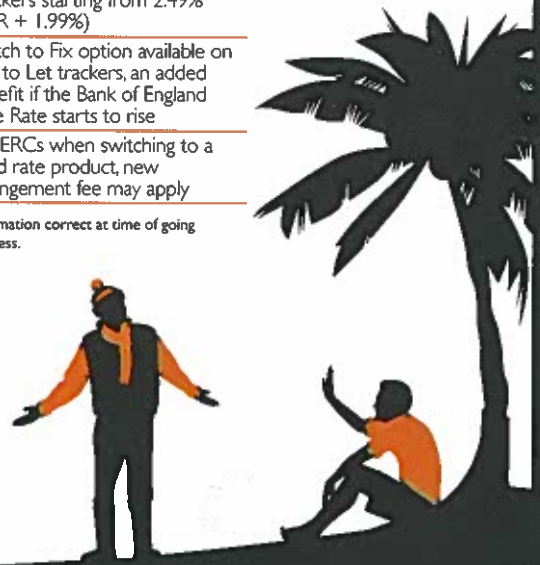 ckers starting from 2.49%
R + 1.99%)
tch to Fix option available on
to Let trackers, an added
efit if the Bank of England
e Rate starts to rise
ERCs when switching to a
d rate product, new
ngement fee may apply
mation correct at time of going
ess.